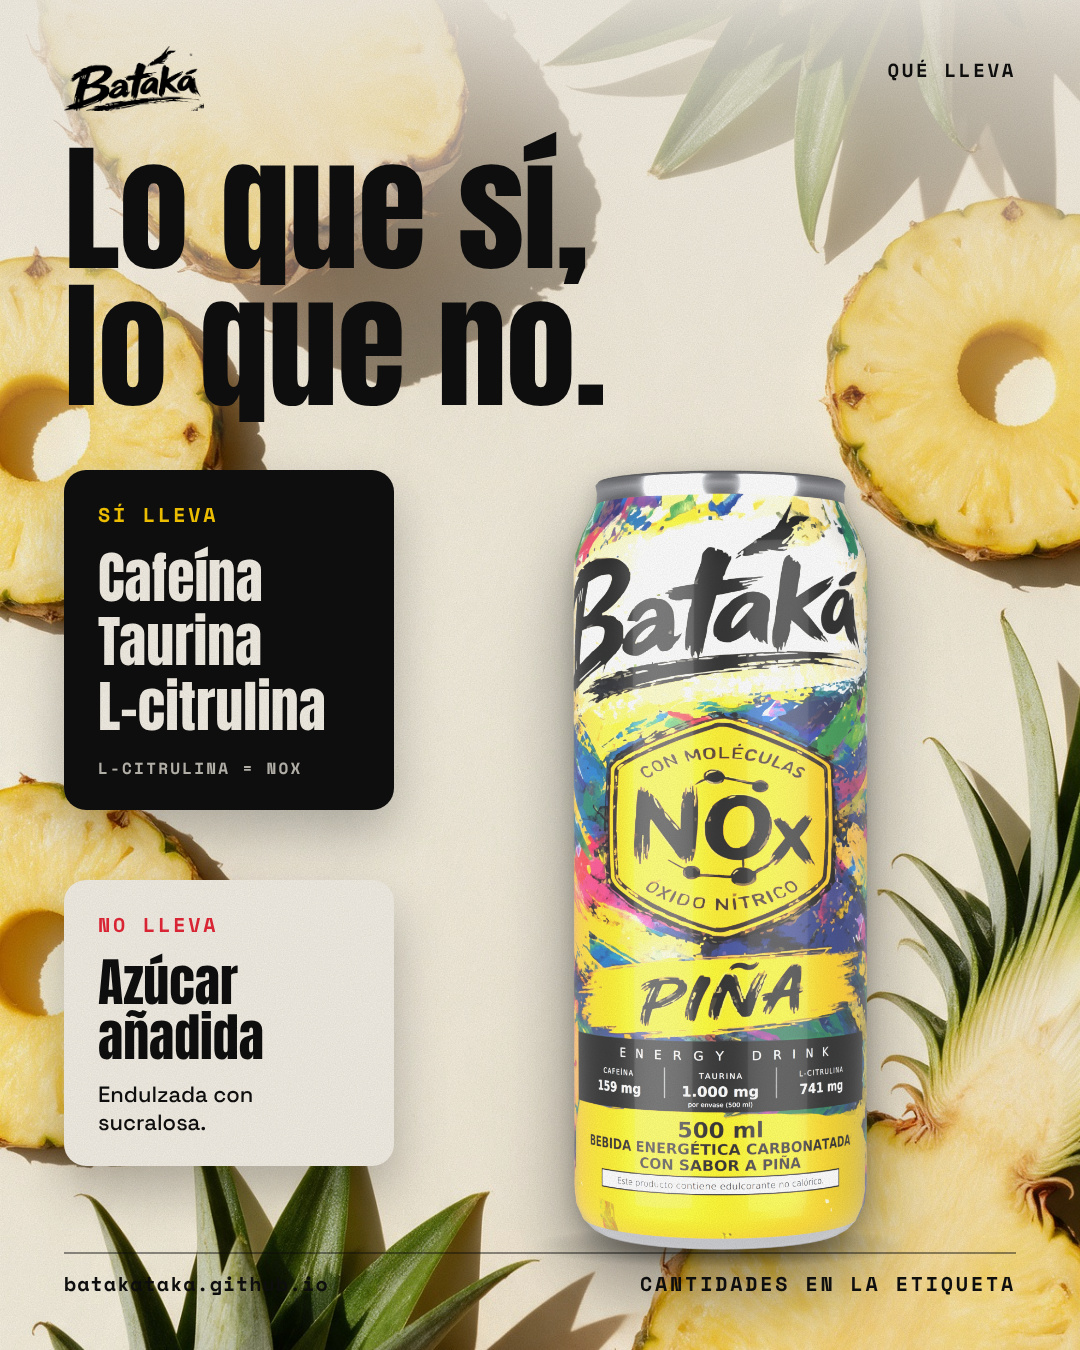 Bataká
QUÉ LLEVA
Lo que sí,
lo que no.
SÍ LLEVA
Cafeína
Taurina
L-citrulina
L-CITRULINA = NOX
NO LLEVA
Azúcar
añadida
Endulzada con
sucralosa.
Bataká
CON MOLÉCULAS
NOx
ÓXIDO NÍTRICO
PIÑA
ENERGY DRINK
CAFEÍNA TAURINA L-CITRULINA
159 mg 1.000 mg 741 mg
por envase (500 ml)
500 ml
BEBIDA ENERGÉTICA CARBONATADA
CON SABOR A PIÑA
Este producto contiene edulcorante no calórico.
batakataka.github.io
CANTIDADES EN LA ETIQUETA